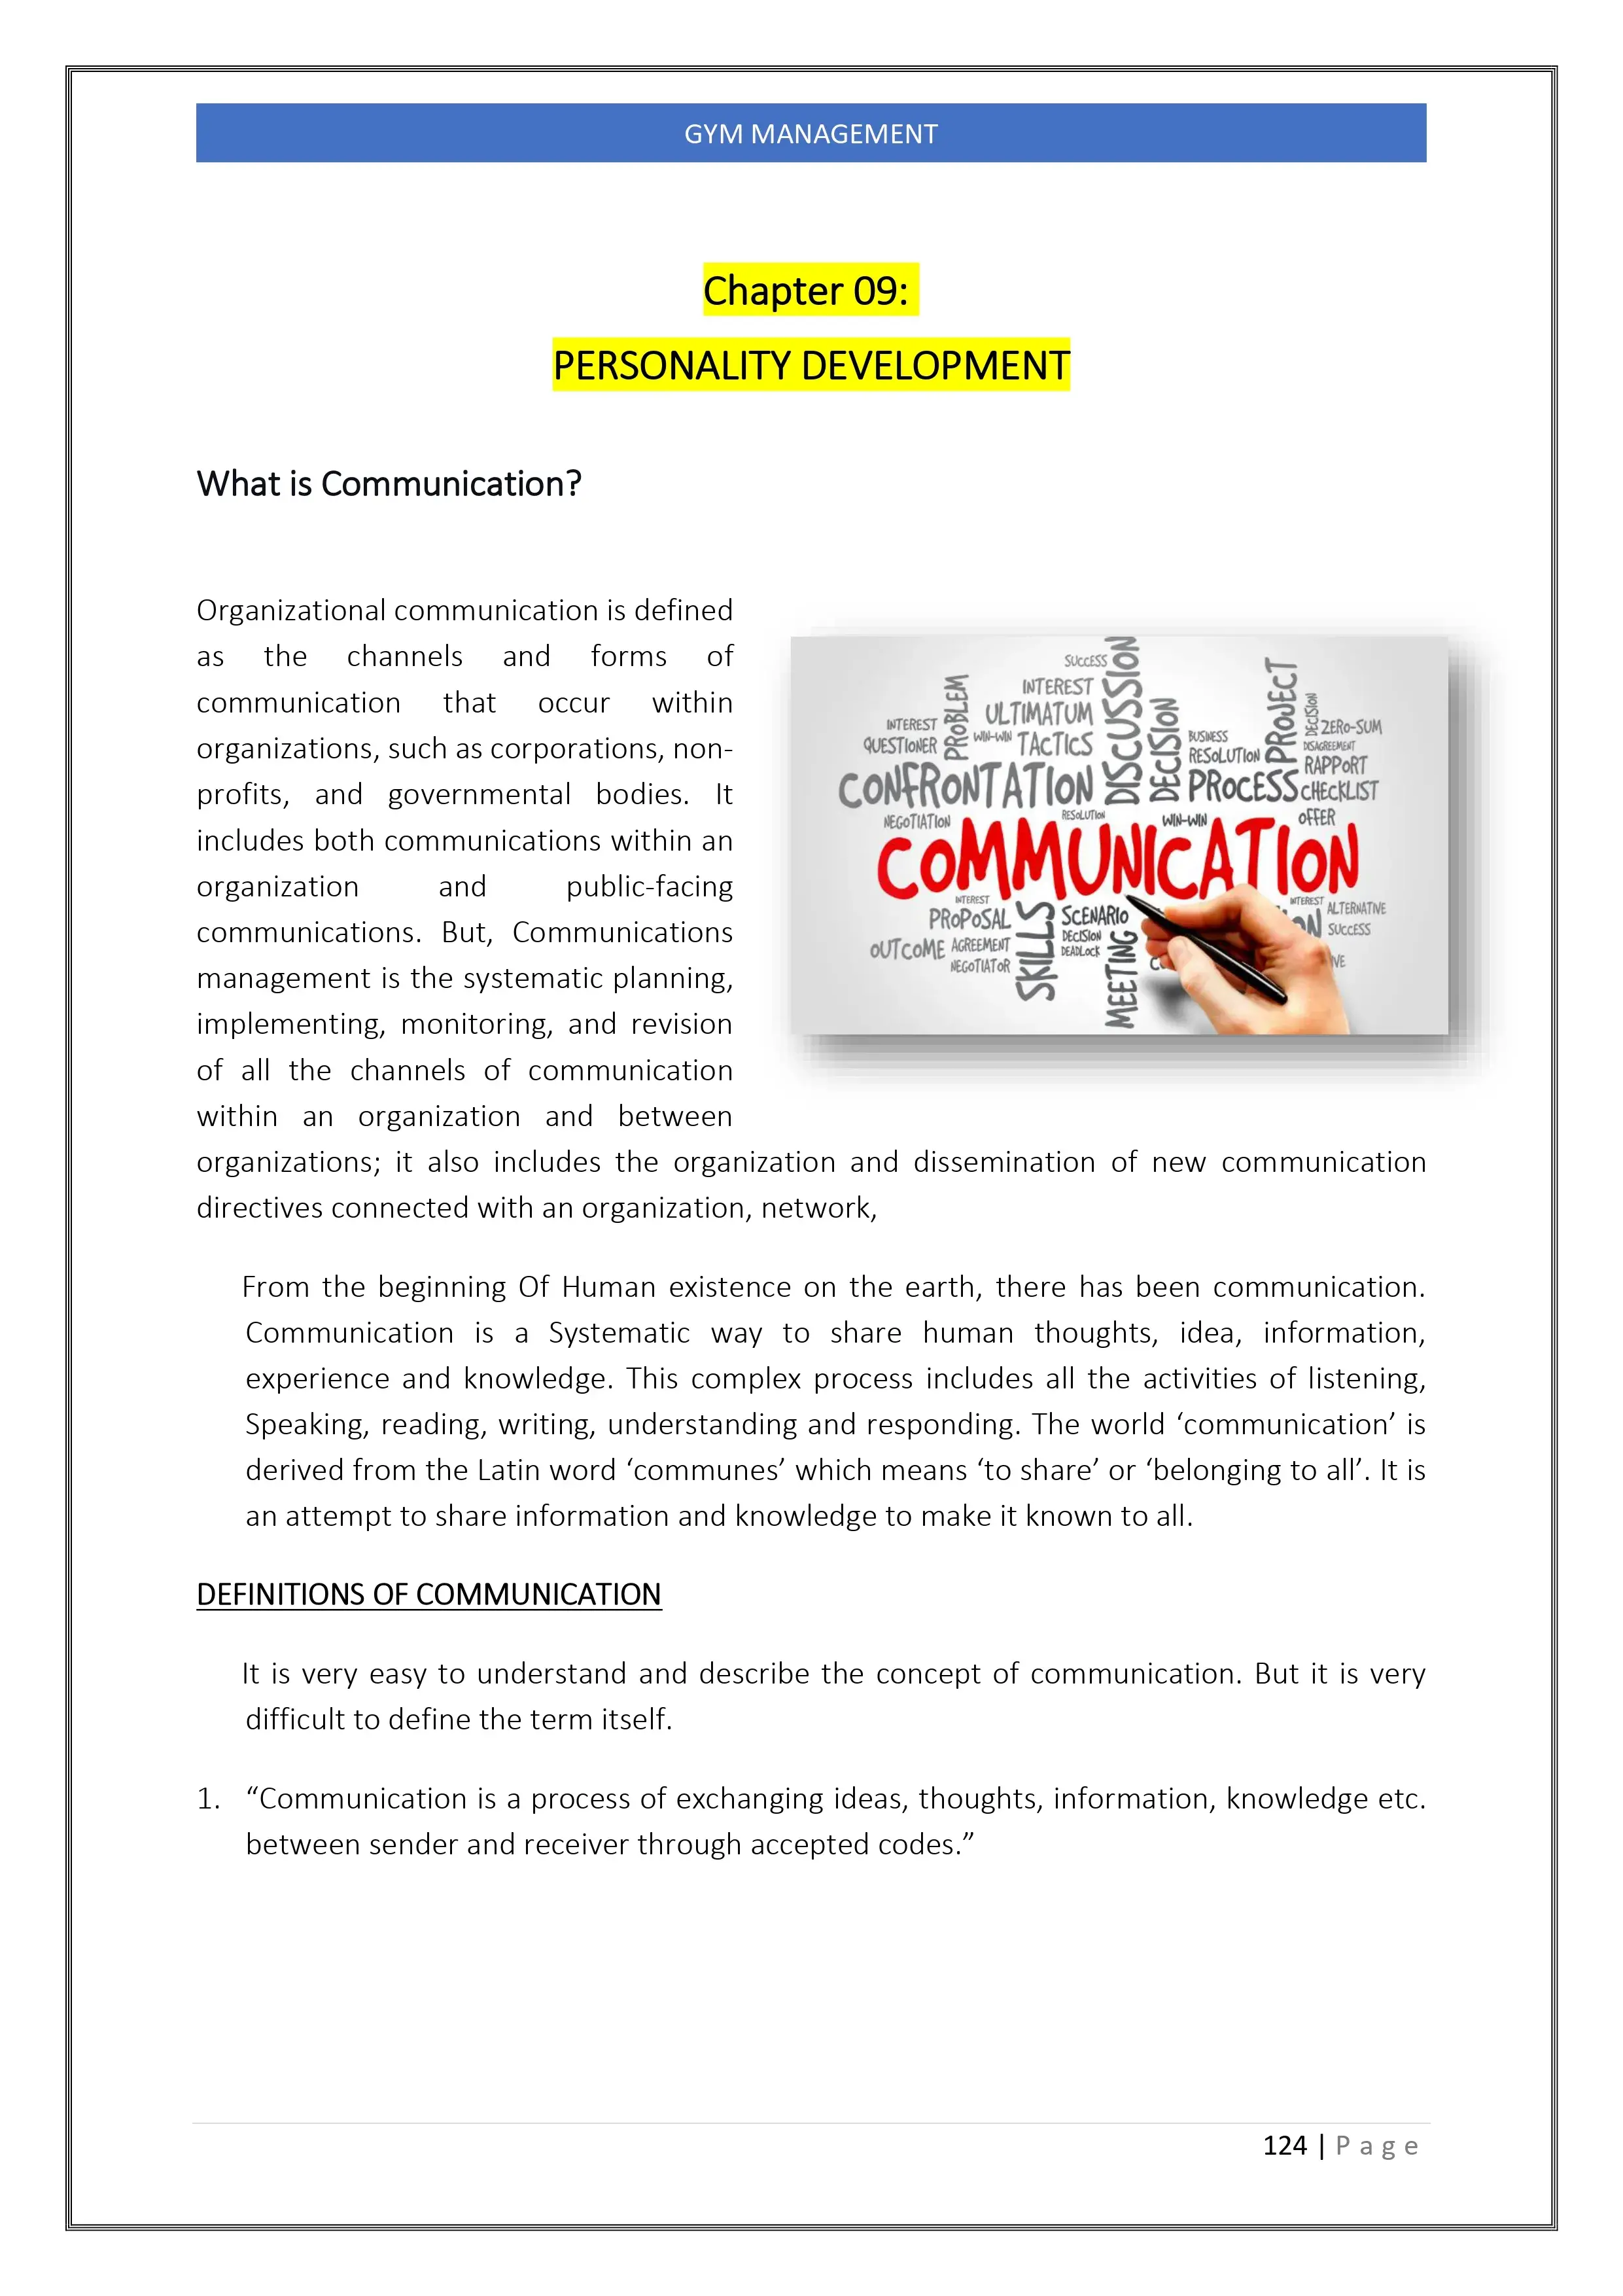 GYM MANAGEMENT
Chapter 09:
PERSONALITY DEVELOPMENT
What is Communication?
Organizational communication is defined
as the channels and forms of
communication that occur within
organizations, such as corporations, non-
profits, and governmental bodies. It
includes both communications within an
organization and public-facing
communications. But, Communications
management is the systematic planning,
implementing, monitoring, and revision
of all the channels of communication
within an organization and between
organizations; it also includes the organization and dissemination of new communication
directives connected with an organization, network,
SUCCESS
DISCUSSION
PROBLEM
INTEREST
ULTIMATUM
DECISION
PROJECT
DECISION
INTEREST
WIN-WIN TACTICS
QUESTIONER
BUSINESS
RESOLUTION
ZERO-SUM
DISAGREEMENT
RAPPORT
CONFRONTATION
PROCESS
CHECKLIST
NEGOTIATION
RESOLUTION
WIN-WIN
OFFER
COMMUNICATION
INTEREST
PROPOSAL
SKILLS
SCENARIO
DECISION
DEADLOCK
MEETING
OUTCOME
AGREEMENT
NEGOTIATOR
INTEREST
ALTERNATIVE
SUCCESS
From the beginning Of Human existence on the earth, there has been communication.
Communication is a Systematic way to share human thoughts, idea, information,
experience and knowledge. This complex process includes all the activities of listening,
Speaking, reading, writing, understanding and responding. The world ‘communication’ is
derived from the Latin word ‘communes’ which means ‘to share’ or ‘belonging to all’. It is
an attempt to share information and knowledge to make it known to all.
DEFINITIONS OF COMMUNICATION
It is very easy to understand and describe the concept of communication. But it is very
difficult to define the term itself.
1. “Communication is a process of exchanging ideas, thoughts, information, knowledge etc.
between sender and receiver through accepted codes.”
124 | P a g e